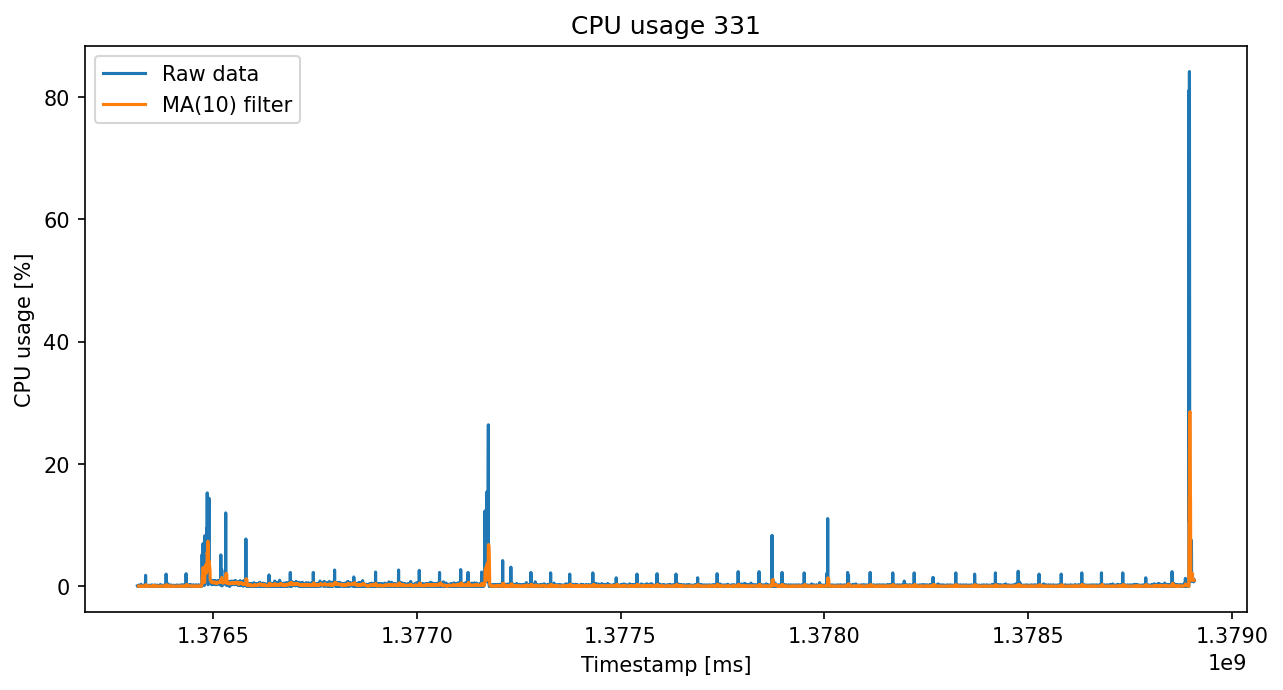 CPU usage 331
Raw data
MA(10) filter
CPU usage [%]
80
60
40
20
0
1.3765 1.3770 1.3775 1.3780 1.3785 1.3790
1e9
Timestamp [ms]